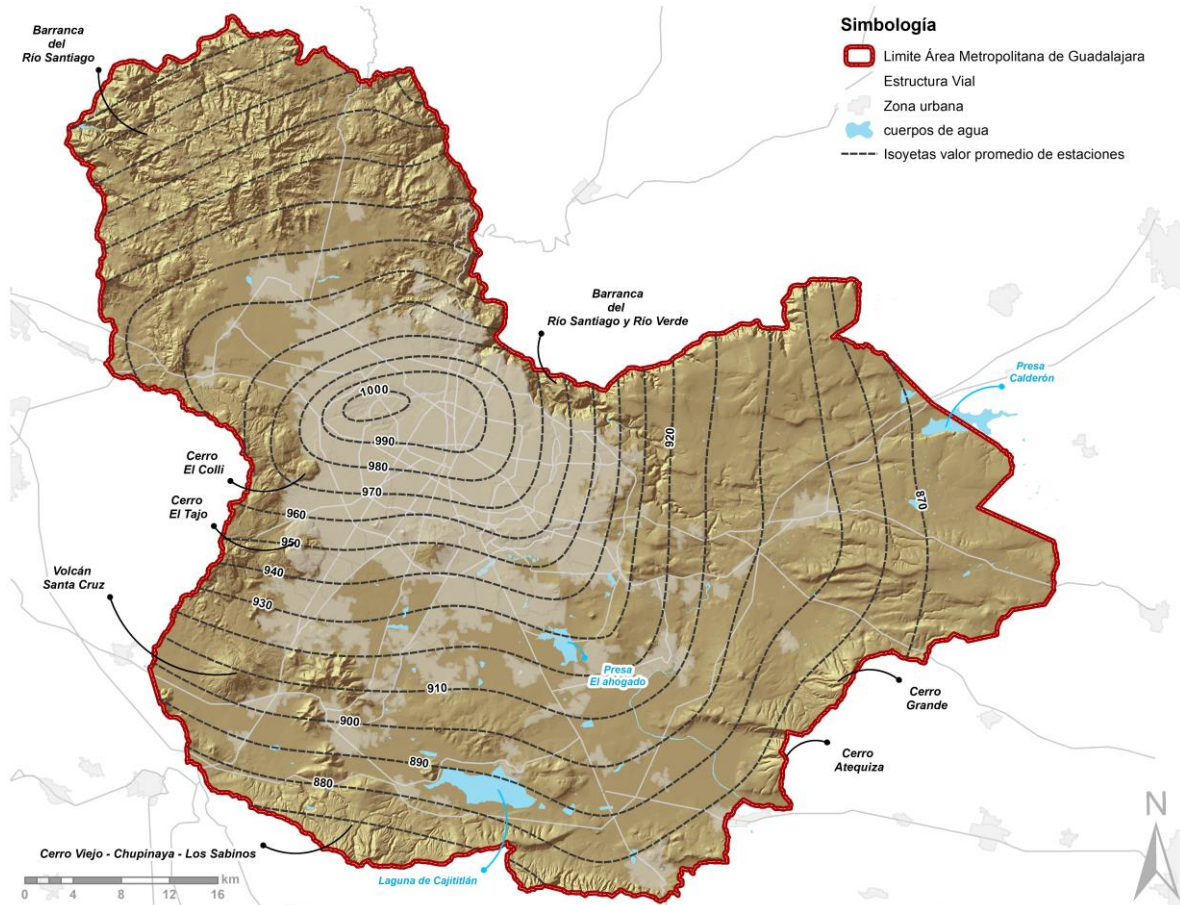 Simbología
Limite Área Metropolitana de Guadalajara
Estructura Vial
Zona urbana
cuerpos de agua
Isoyetas valor promedio de estaciones
Barranca
del
Río Santiago
Barranca
del
Río Santiago y Río Verde
Presa
Calderón
1000
990
980
970
960
950
940
930
920
910
900
890
880
870
Cerro
El Colli
Cerro
El Tajo
Volcán
Santa Cruz
Presa
El ahogado
Cerro
Grande
Cerro
Atequiza
Cerro Viejo - Chupinaya - Los Sabinos
Laguna de Cajititlán
km
0 4 8 12 16
N